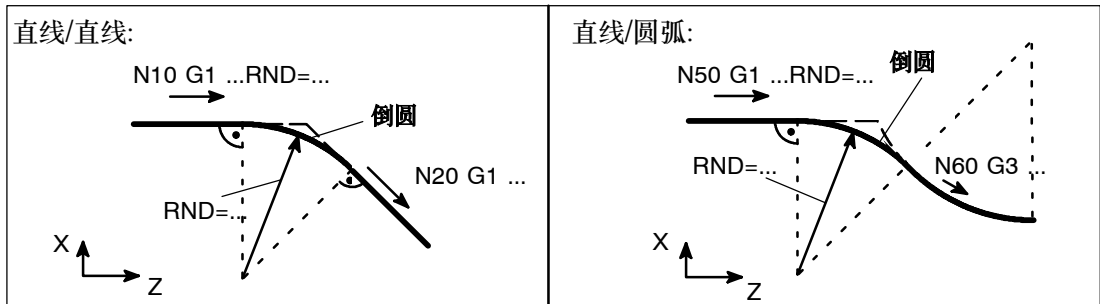 直线/直线:
N10 G1 ...RND=...
倒圆
N20 G1 ...
RND=...
X
Z
直线/圆弧:
N50 G1 ...RND=...
倒圆
RND=...
N60 G3 ...
X
Z